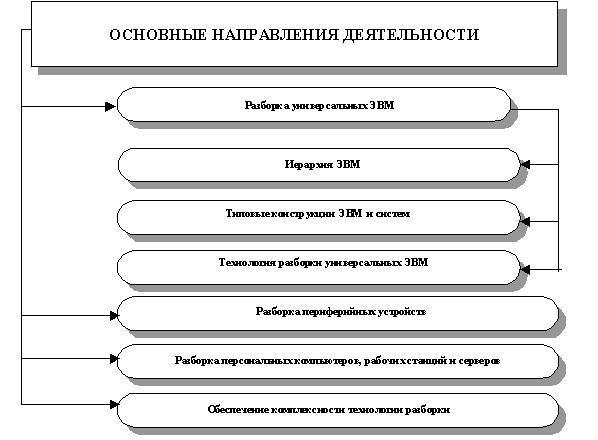 ОСНОВНЫЕ НАПРАВЛЕНИЯ ДЕЯТЕЛЬНОСТИ
Разборка универсальных ЭВМ
Иерархия ЭВМ
Типовые конструкции ЭВМ и систем
Технология разборки универсальных ЭВМ
Разборка периферийных устройств
Разборка персональных компьютеров, рабочих станций и серверов
Обеспечение комплексности технологии разборки